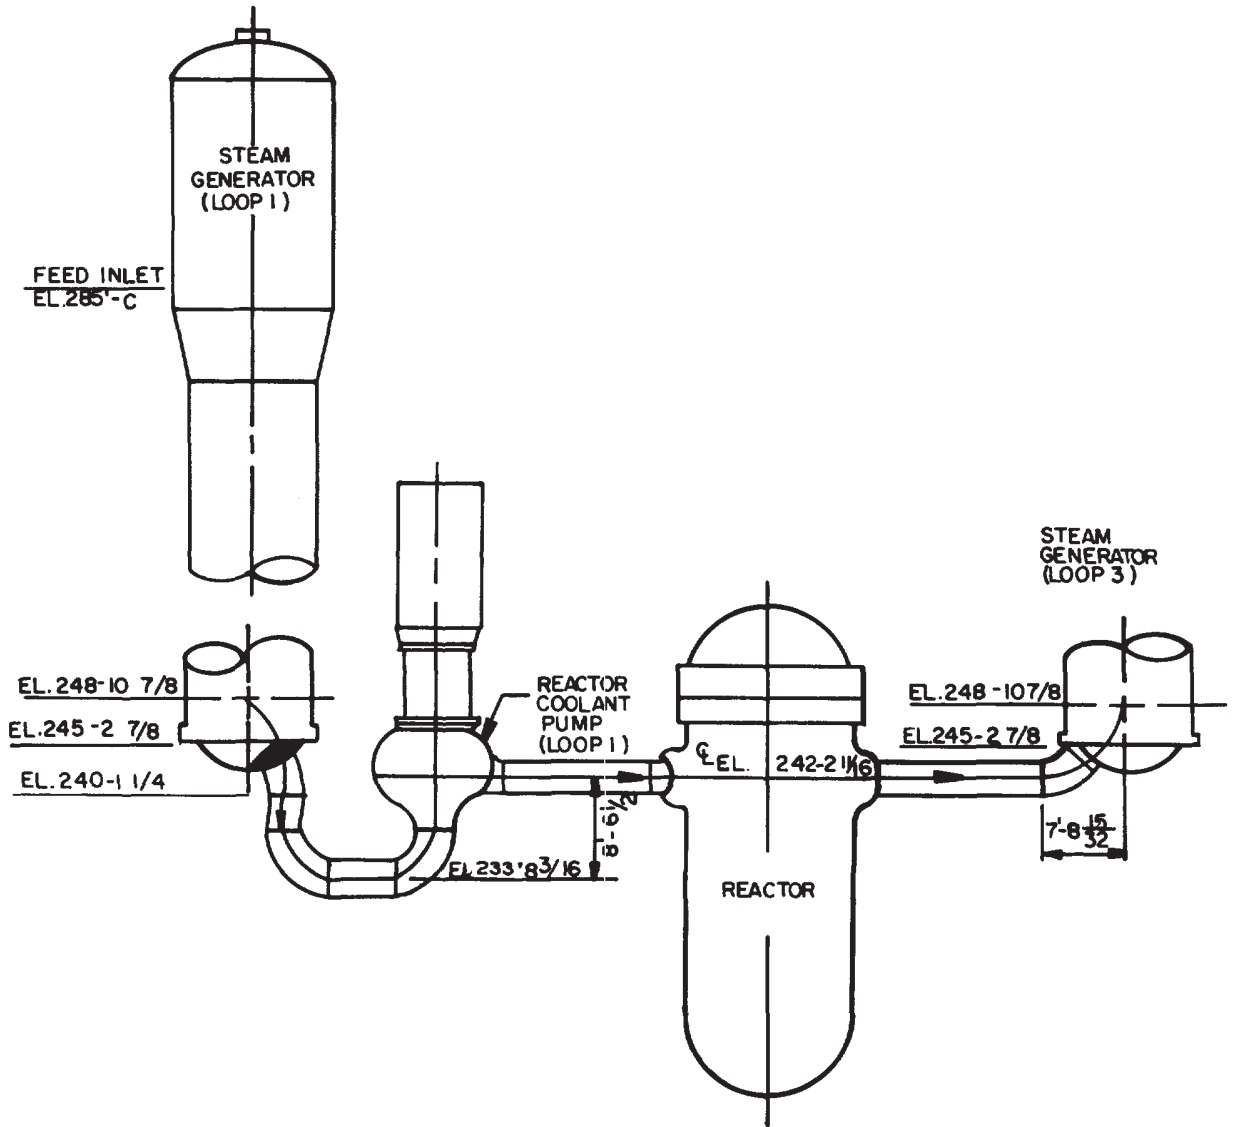 STEAM
GENERATOR
(LOOP 1)
FEED INLET
EL.285'-C
STEAM
GENERATOR
(LOOP 3)
EL.248-10 7/8
EL.245-2 7/8
EL.240-1 1/4
REACTOR
COOLANT
PUMP
(LOOP 1)
EL.248-10 7/8
EL.245-2 7/8
℄ EL. 242-2 11/16
8'-6 1/2
EL 233'8 3/16
7'-8 15/32
REACTOR